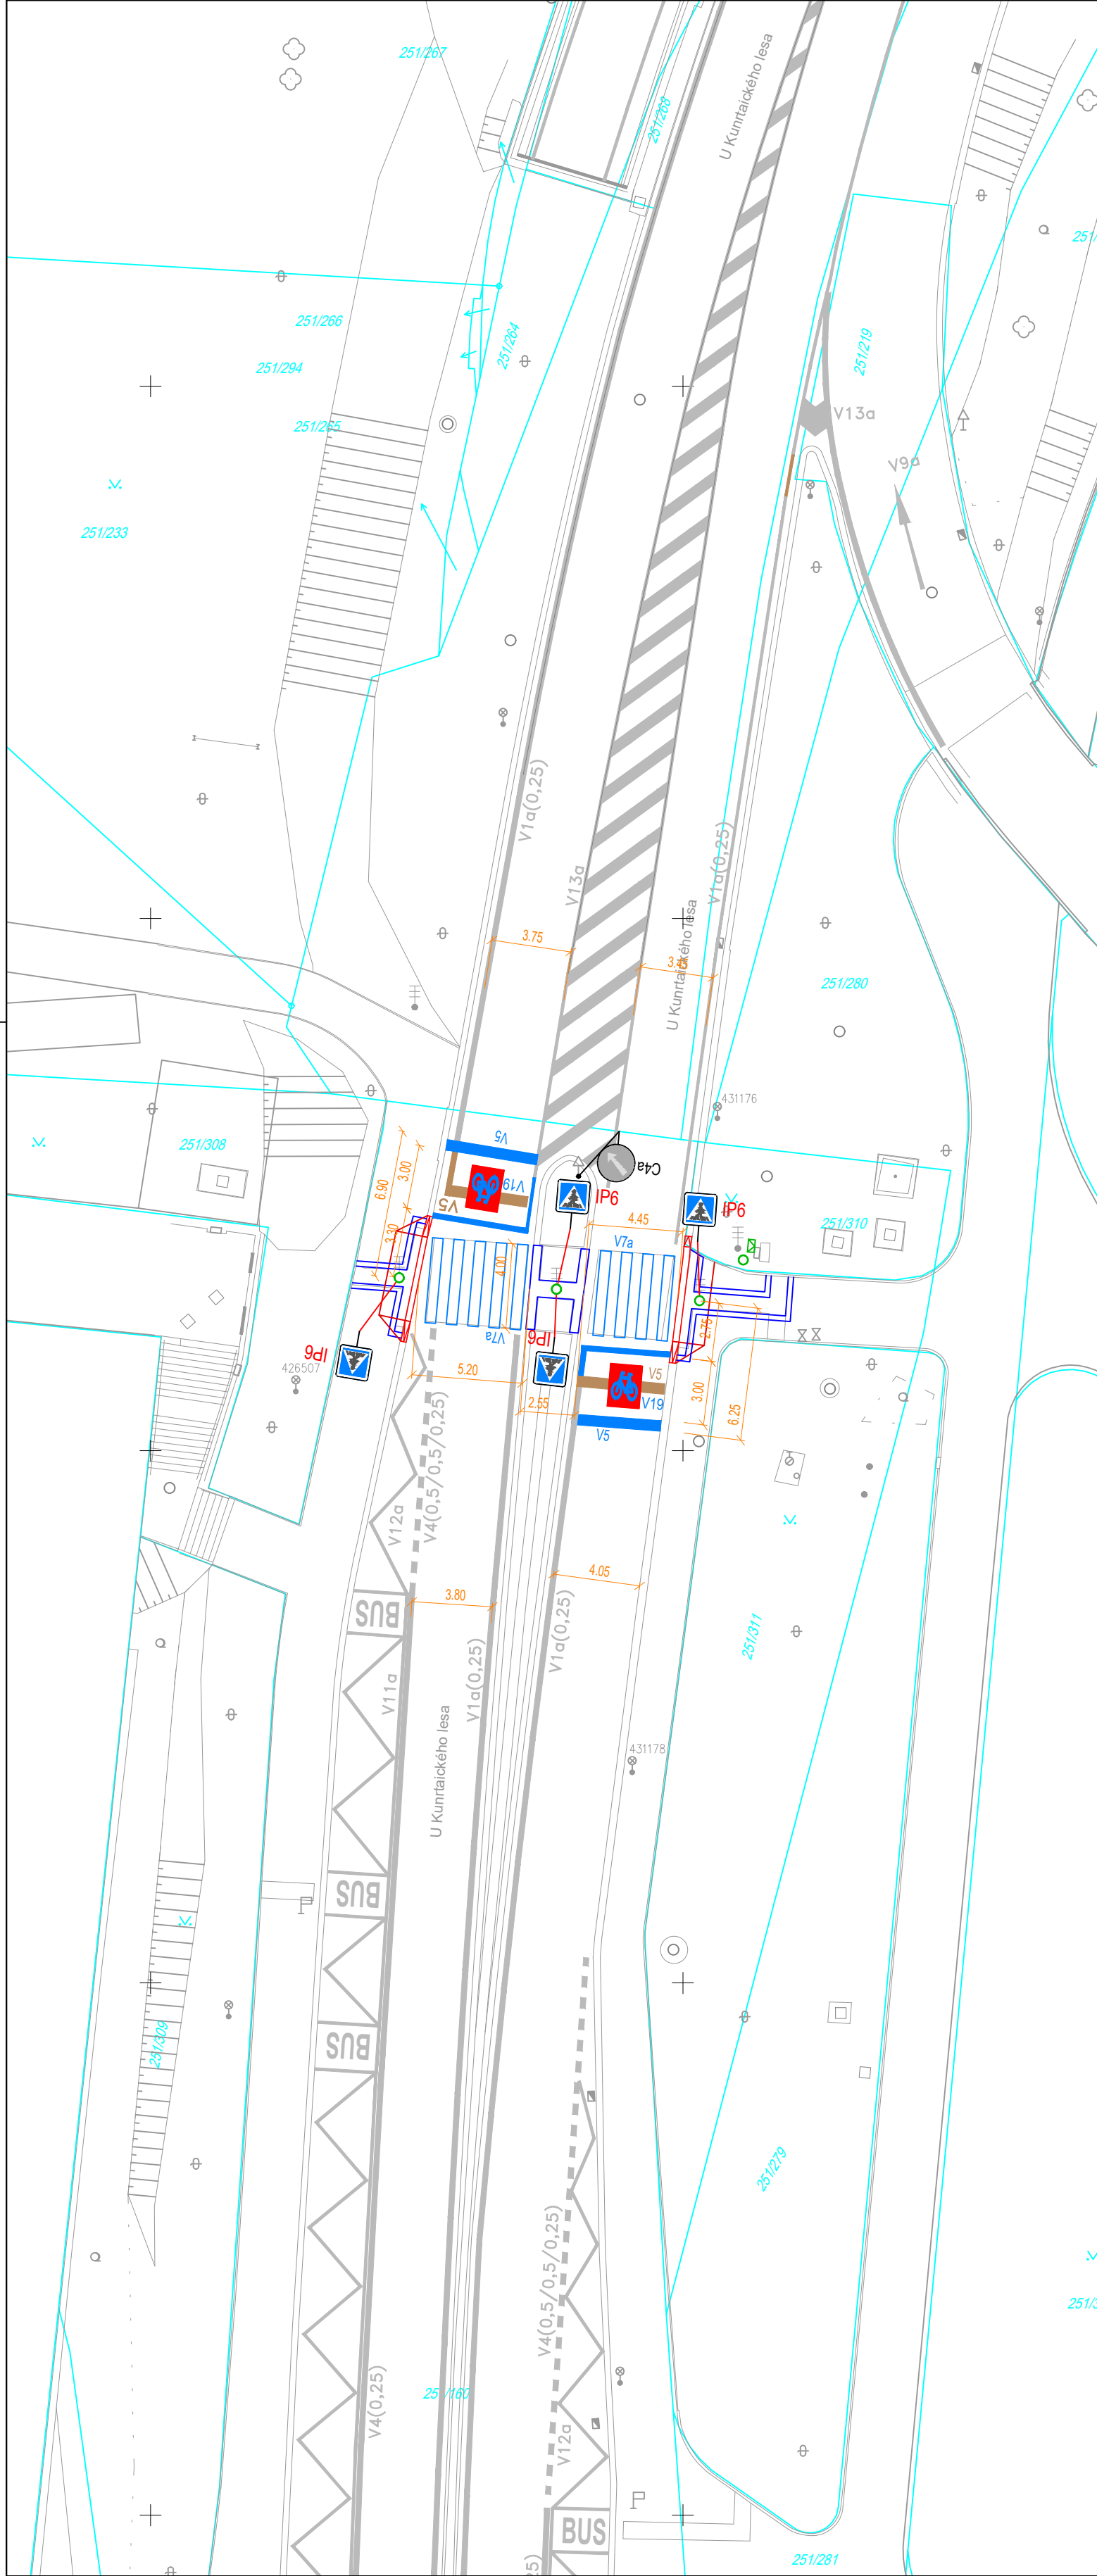 251/267
251/268
U Kunrtaického lesa
251/266
251/264
251/294
251/265
251/219
V13a
V9a
251/233
V1a(0,25)
V13a
V1a(0,25)
U Kunrtaického lesa
3.75
3.45
251/280
431176
251/308
V5
V19
V5
C4a
IP6
IP6
6.90
3.00
3.30
4.45
V7a
4.00
V7a
251/310
IP6
IP6
426507
5.20
2.55
2.75
V5
V19
V5
3.00
6.25
V12a
V4(0,5/0,5/0,25)
3.80
4.05
BUS
V11a
V1a(0,25)
V1a(0,25)
U Kunrtaického lesa
251/311
431178
BUS
BUS
251/309
251/279
V4(0,5/0,5/0,25)
V4(0,25)
V12a
BUS
251/281